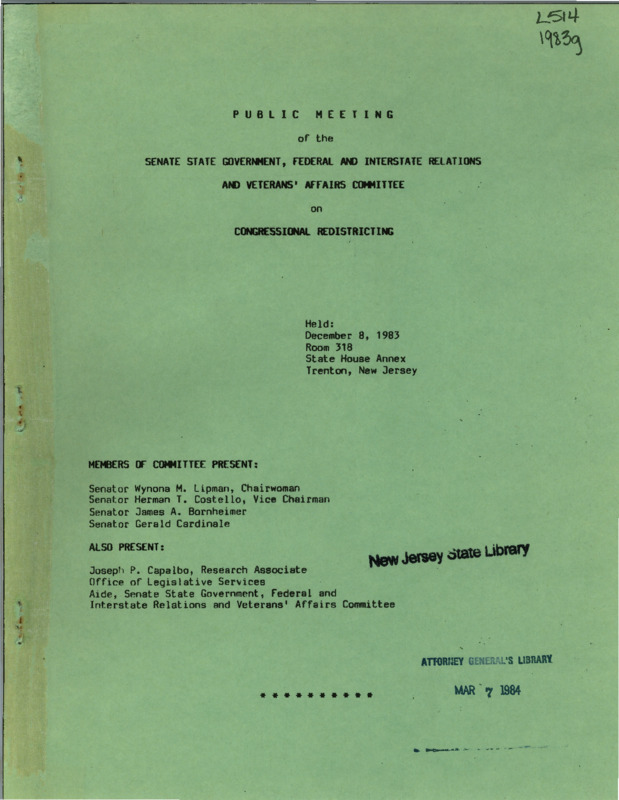 L514
1983g
PUBLIC MEETING
of the
SENATE STATE GOVERNMENT, FEDERAL AND INTERSTATE RELATIONS
AND VETERANS' AFFAIRS COMMITTEE
on
CONGRESSIONAL REDISTRICTING
Held:
December 8, 1983
Room 318
State House Annex
Trenton, New Jersey
MEMBERS OF COMMITTEE PRESENT:
Senator Wynona M. Lipman, Chairwoman
Senator Herman T. Costello, Vice Chairman
Senator James A. Bornheimer
Senator Gerald Cardinale
ALSO PRESENT:
Joseph P. Capalbo, Research Associate
Office of Legislative Services
Aide, Senate State Government, Federal and
Interstate Relations and Veterans' Affairs Committee
New Jersey State Library
ATTORNEY GENERAL'S LIBRARY
MAR 7 1984
* * * * * * * * * *